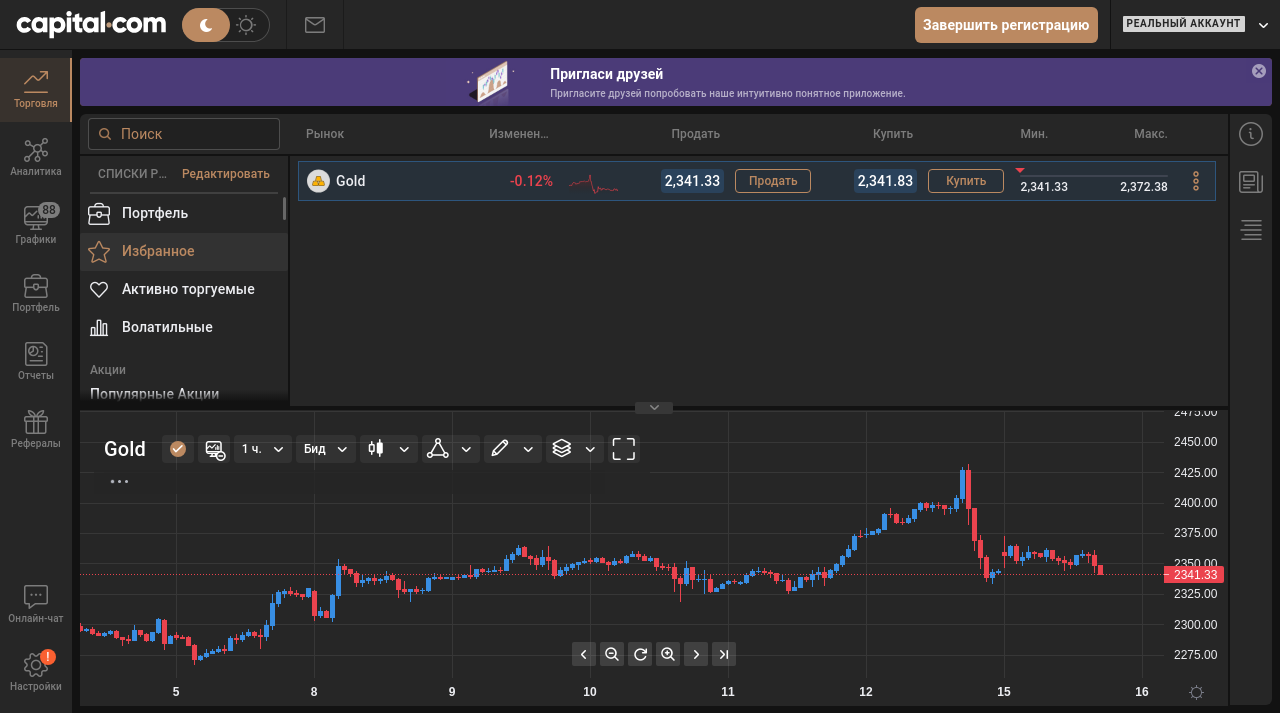 capital.com
Завершить регистрацию
РЕАЛЬНЫЙ АККАУНТ
Торговля
Аналитика
88
Графики
Портфель
Отчеты
Рефералы
Онлайн-чат
!
Настройки
Пригласи друзей
Пригласите друзей попробовать наше интуитивно понятное приложение.
Поиск
Рынок Изменен... Продать Купить Мин. Макс.
СПИСКИ Р... Редактировать
Портфель
Избранное
Активно торгуемые
Волатильные
Акции
Популярные Акции
Gold -0.12% 2,341.33 Продать 2,341.83 Купить 2,341.33 2,372.38
Gold 1 ч. Бид
2475.00
2450.00
2425.00
2400.00
2375.00
2350.00
2341.33
2325.00
2300.00
2275.00
5 8 9 10 11 12 15 16